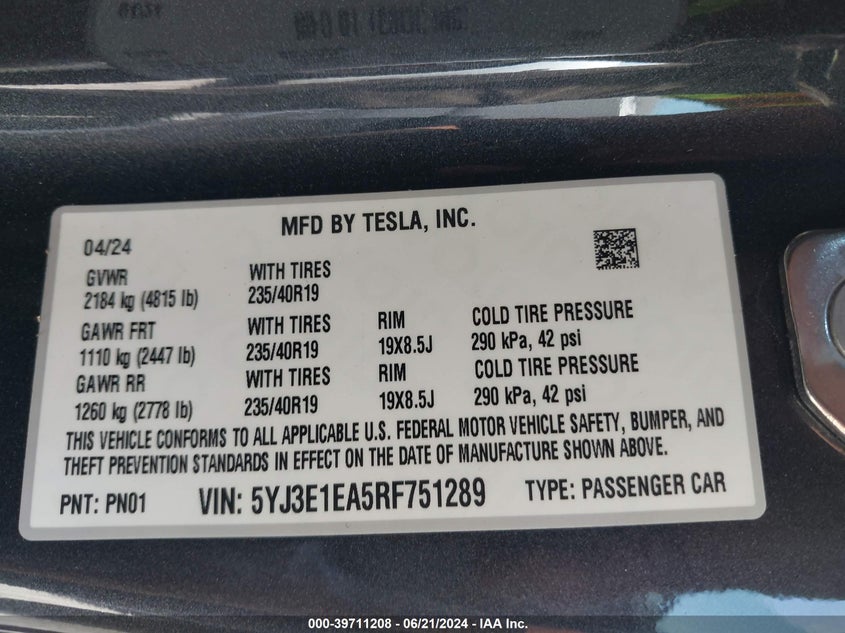 MFD BY TESLA, INC.
04/24
GVWR WITH TIRES
2184 kg (4815 lb) 235/40R19
GAWR FRT WITH TIRES RIM COLD TIRE PRESSURE
1110 kg (2447 lb) 235/40R19 19X8.5J 290 kPa, 42 psi
GAWR RR WITH TIRES RIM COLD TIRE PRESSURE
1260 kg (2778 lb) 235/40R19 19X8.5J 290 kPa, 42 psi
THIS VEHICLE CONFORMS TO ALL APPLICABLE U.S. FEDERAL MOTOR VEHICLE SAFETY, BUMPER, AND
THEFT PREVENTION STANDARDS IN EFFECT ON THE DATE OF MANUFACTURE SHOWN ABOVE.
PNT: PN01 VIN: 5YJ3E1EA5RF751289 TYPE: PASSENGER CAR
000-39711208 - 06/21/2024 - IAA Inc.